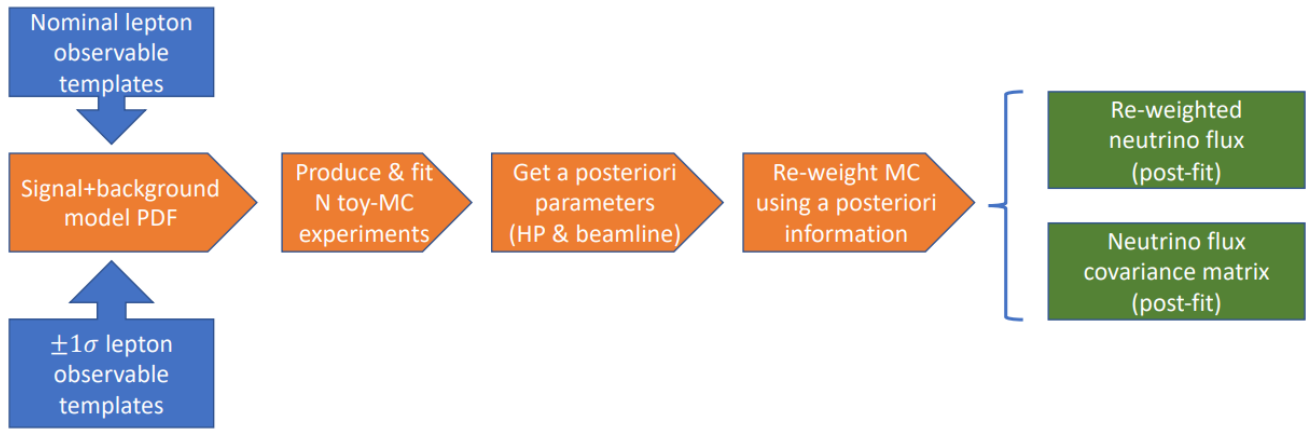 Nominal lepton
observable
templates
Signal+background
model PDF
±1σ lepton
observable
templates
Produce & fit
N toy-MC
experiments
Get a posteriori
parameters
(HP & beamline)
Re-weight MC
using a posteriori
information
Re-weighted
neutrino flux
(post-fit)
Neutrino flux
covariance matrix
(post-fit)